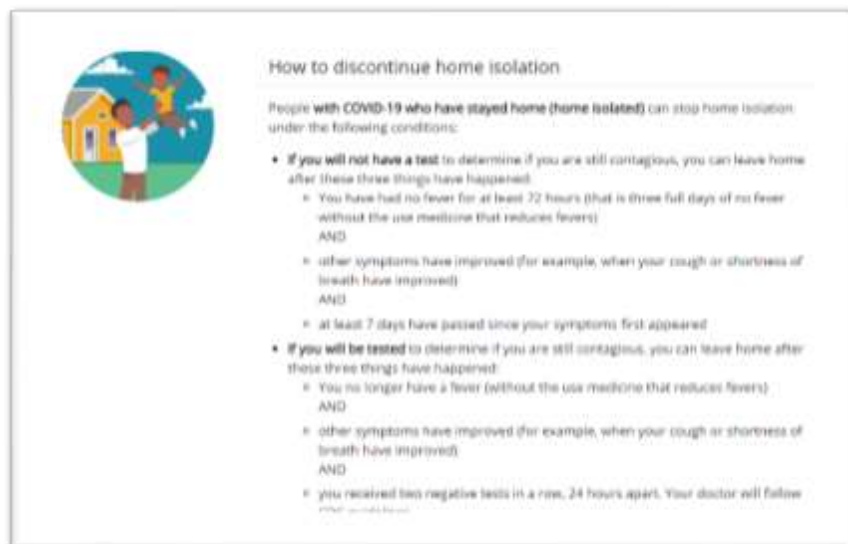 How to discontinue home isolation
People with COVID-19 who have stayed home (home isolated) can stop home isolation
under the following conditions:
• If you will not have a test to determine if you are still contagious, you can leave home
after these three things have happened:
You have had no fever for at least 72 hours (that is three full days of no fever
without the use medicine that reduces fevers)
AND
other symptoms have improved (for example, when your cough or shortness of
breath have improved)
AND
at least 7 days have passed since your symptoms first appeared
• If you will be tested to determine if you are still contagious, you can leave home after
these three things have happened:
You no longer have a fever (without the use medicine that reduces fevers)
AND
other symptoms have improved (for example, when your cough or shortness of
breath have improved)
AND
you received two negative tests in a row, 24 hours apart. Your doctor will follow